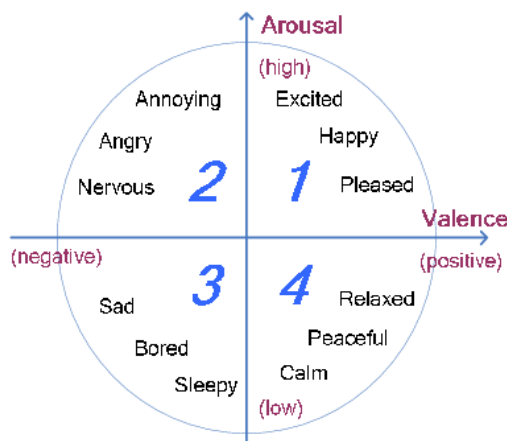 Arousal
(high)
Annoying
Excited
Angry
Happy
Nervous
2
1
Pleased
Valence
(negative)
(positive)
3
4
Sad
Relaxed
Bored
Peaceful
Sleepy
Calm
(low)